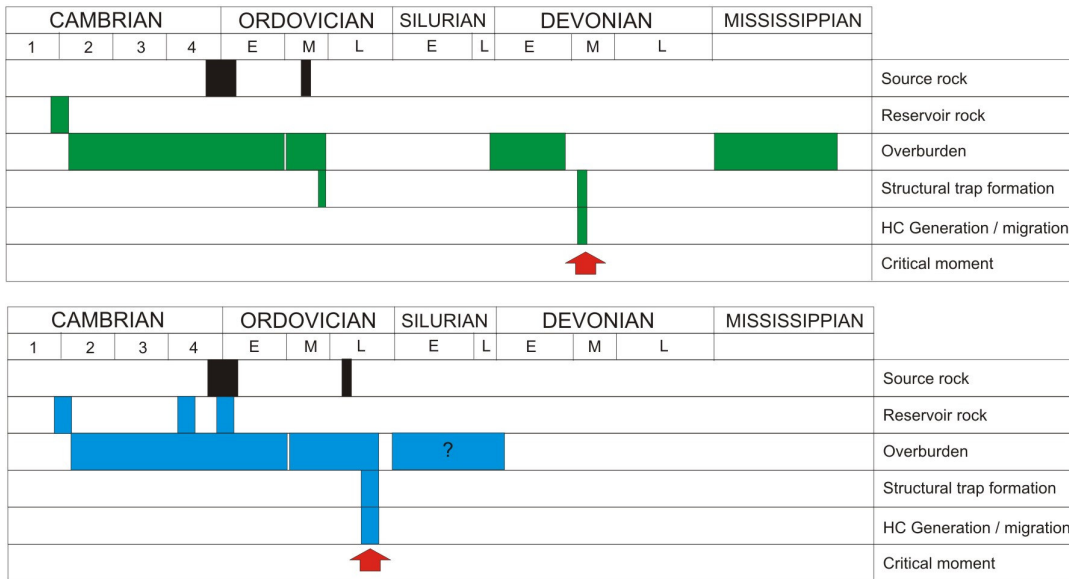 CAMBRIAN ORDOVICIAN SILURIAN DEVONIAN MISSISSIPPIAN
1 2 3 4 E M L E L E M L
Source rock
Reservoir rock
Overburden
Structural trap formation
HC Generation / migration
Critical moment
CAMBRIAN ORDOVICIAN SILURIAN DEVONIAN MISSISSIPPIAN
1 2 3 4 E M L E L E M L
Source rock
Reservoir rock
? Overburden
Structural trap formation
HC Generation / migration
Critical moment